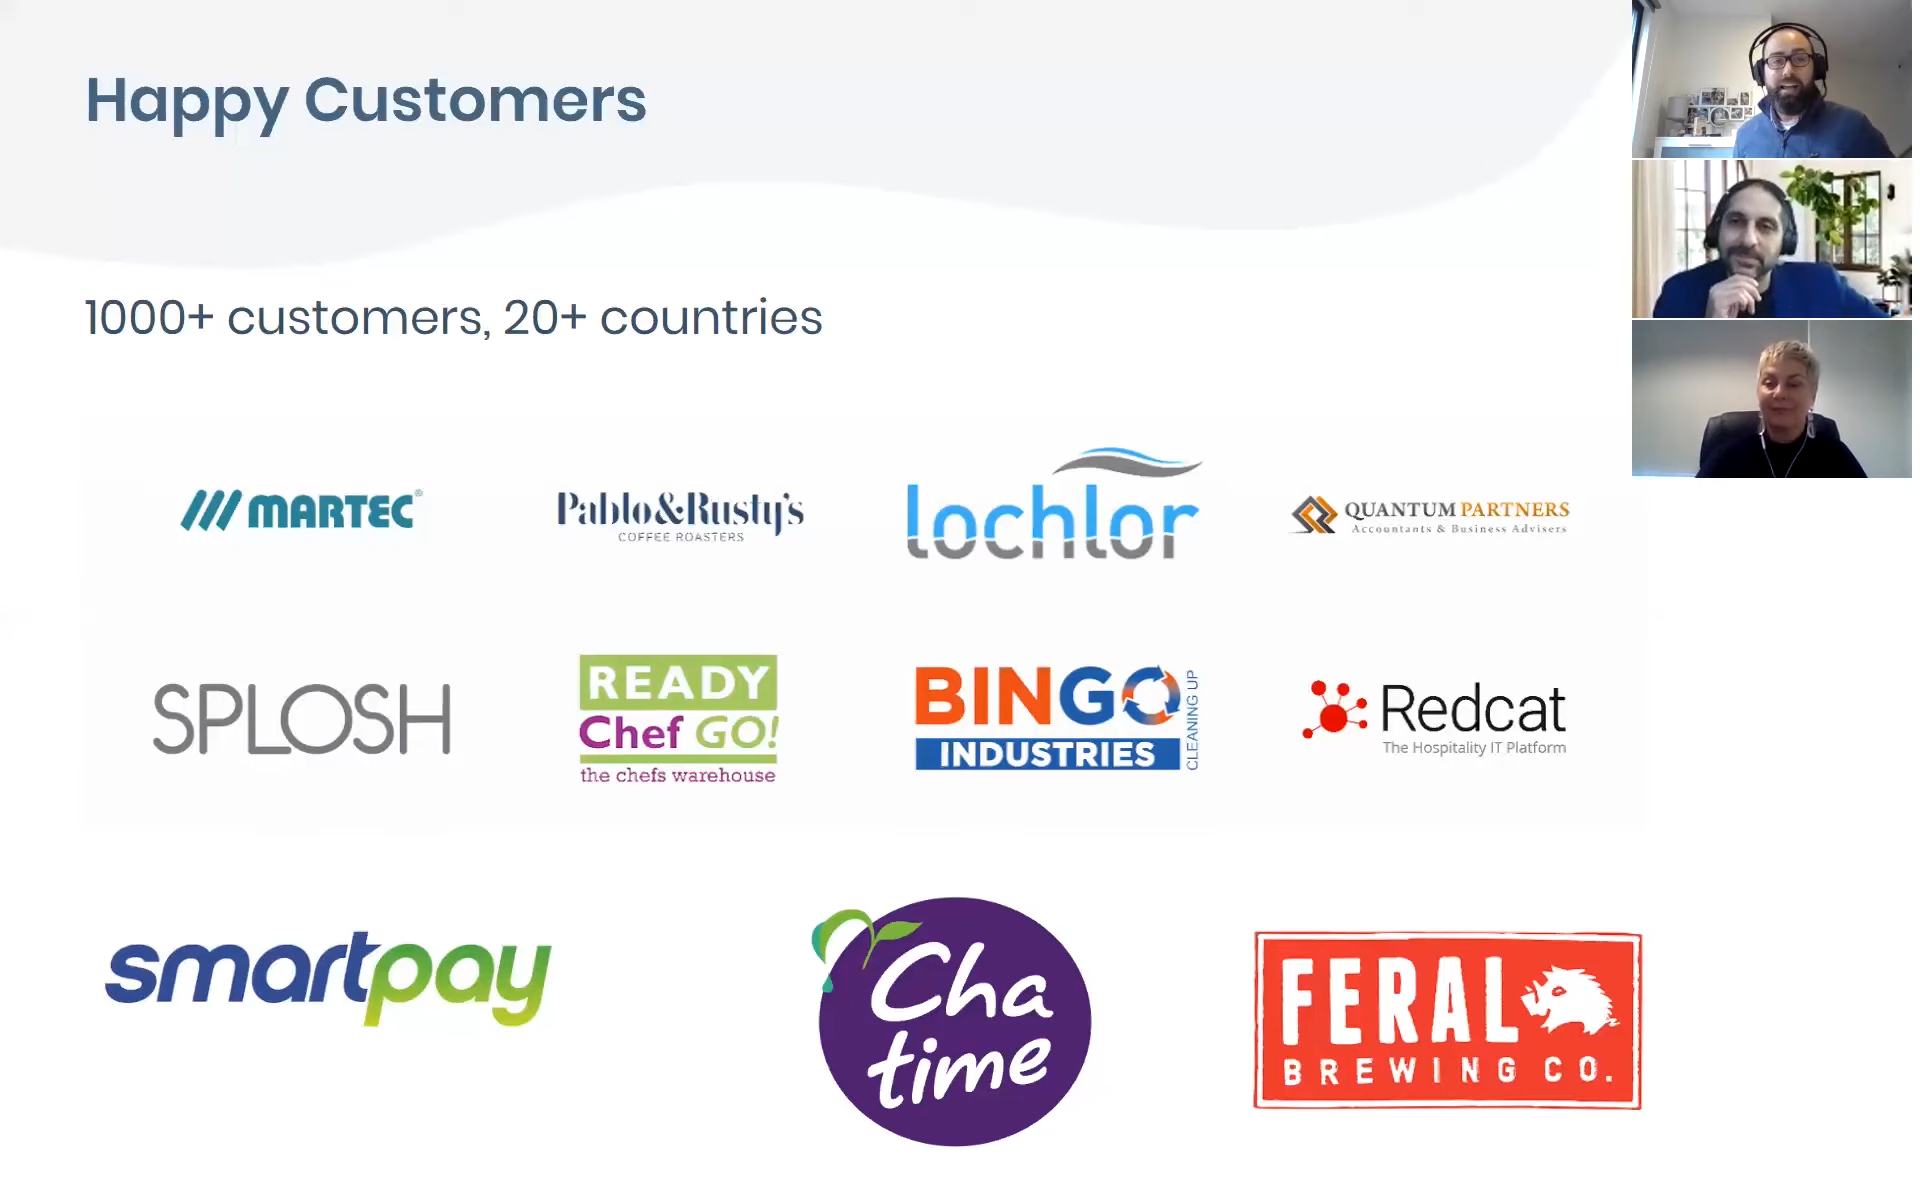 Happy Customers
1000+ customers, 20+ countries
MARTEC®
Pablo&Rusty's
COFFEE ROASTERS
lochlor
QUANTUM PARTNERS
Accountants & Business Advisers
SPLOSH
READY
Chef GO!
the chefs warehouse
BINGO
INDUSTRIES
CLEANING UP
Redcat
The Hospitality IT Platform
smartpay
Cha
time
FERAL
BREWING CO.